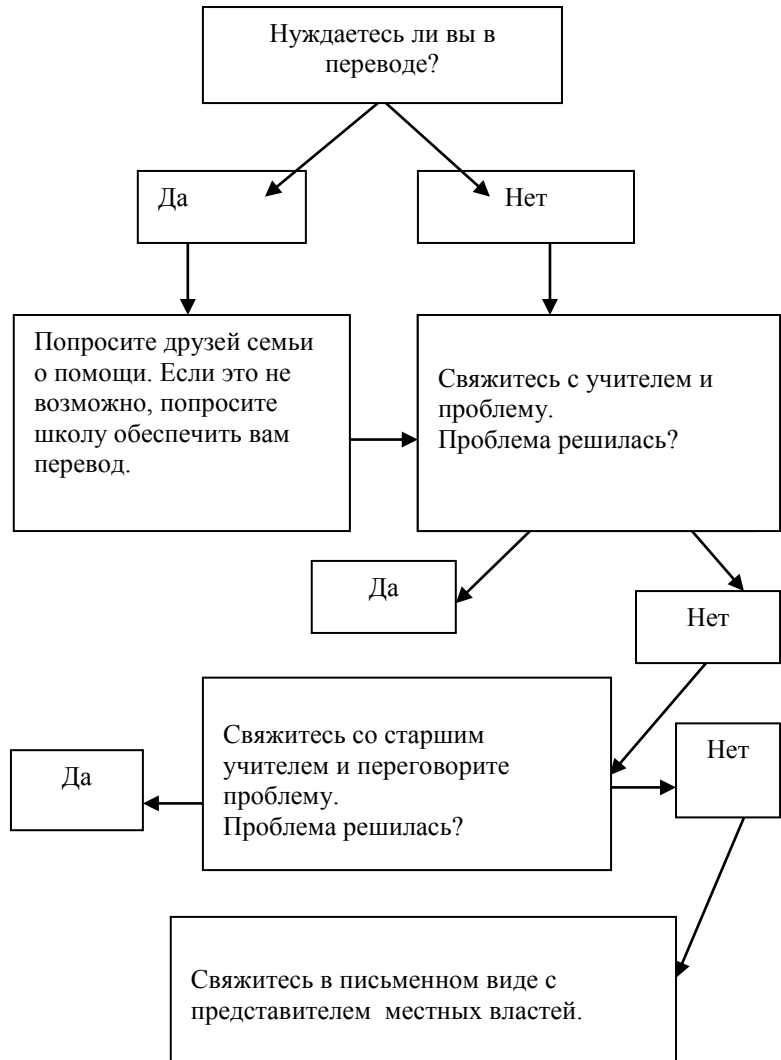 Нуждаетесь ли вы в
переводе?
Да
Нет
Попросите друзей семьи
о помощи. Если это не
возможно, попросите
школу обеспечить вам
перевод.
Свяжитесь с учителем и
проблему.
Проблема решилась?
Да
Нет
Свяжитесь со старшим
учителем и переговорите
проблему.
Проблема решилась?
Да
Нет
Свяжитесь в письменном виде с
представителем местных властей.